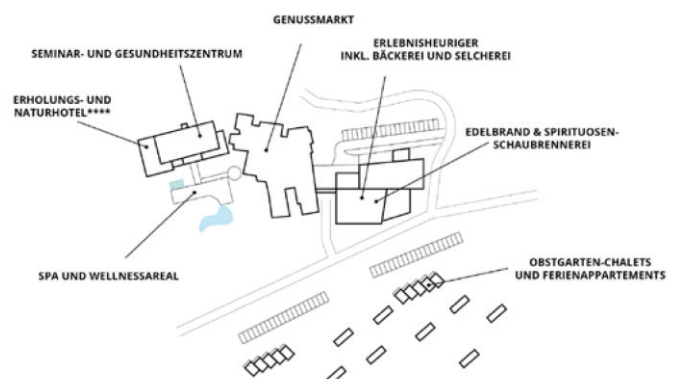 GENUSSMARKT
SEMINAR- UND GESUNDHEITSZENTRUM
ERLEBNISHEURIGER
INKL. BÄCKEREI UND SELCHEREI
ERHOLUNGS- UND
NATURHOTEL****
EDELBRAND & SPIRITUOSEN-
SCHAUBRENNEREI
SPA UND WELLNESSAREAL
OBSTGARTEN-CHALETS
UND FERIENAPPARTEMENTS